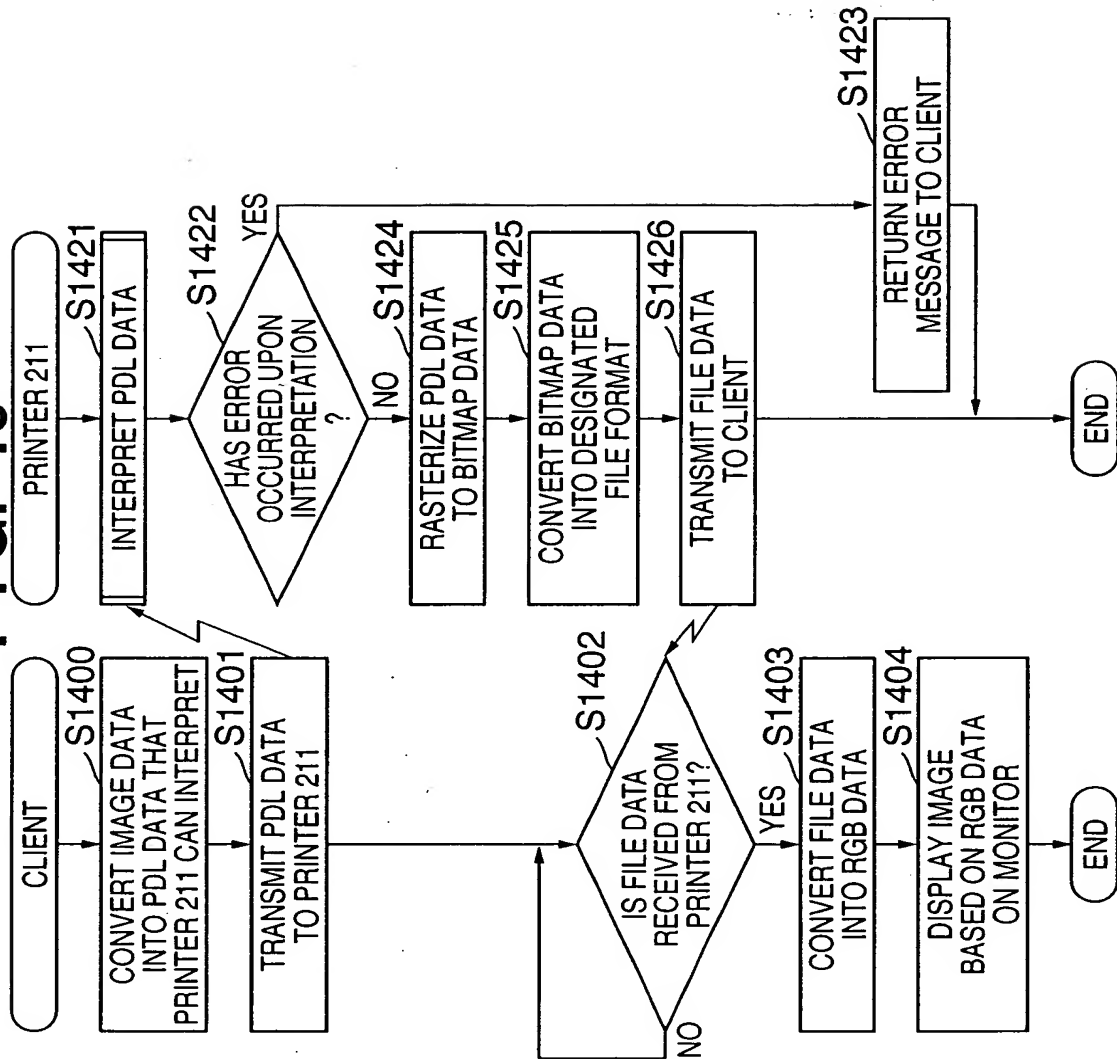 CLIENT
S1400
CONVERT IMAGE DATA
INTO PDL DATA THAT
PRINTER 211 CAN INTERPRET
S1401
TRANSMIT PDL DATA
TO PRINTER 211
S1402
IS FILE DATA
RECEIVED FROM
PRINTER 211?
NO
YES
S1403
CONVERT FILE DATA
INTO RGB DATA
S1404
DISPLAY IMAGE
BASED ON RGB DATA
ON MONITOR
END
PRINTER 211
S1421
INTERPRET PDL DATA
S1422
HAS ERROR
OCCURRED,UPON
INTERPRETATION
?
YES
NO
S1424
RASTERIZE PDL DATA
TO BITMAP DATA
S1425
CONVERT BITMAP DATA
INTO DESIGNATED
FILE FORMAT
S1426
TRANSMIT FILE DATA
TO CLIENT
S1423
RETURN ERROR
MESSAGE TO CLIENT
END